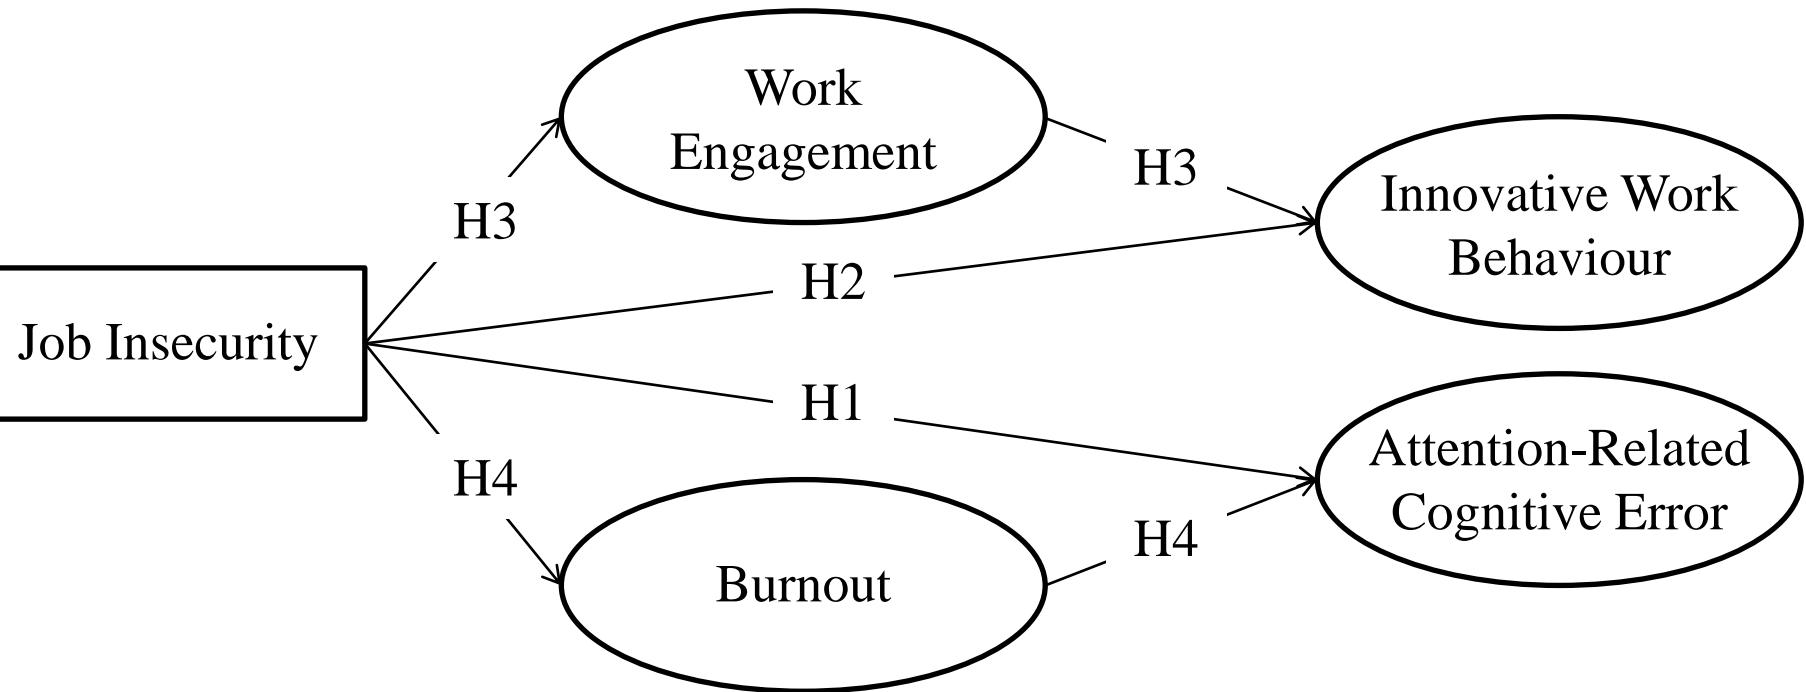 Work
Engagement
H3
H3
Innovative Work
Behaviour
H2
Job Insecurity
H1
Attention-Related
Cognitive Error
H4
H4
Burnout